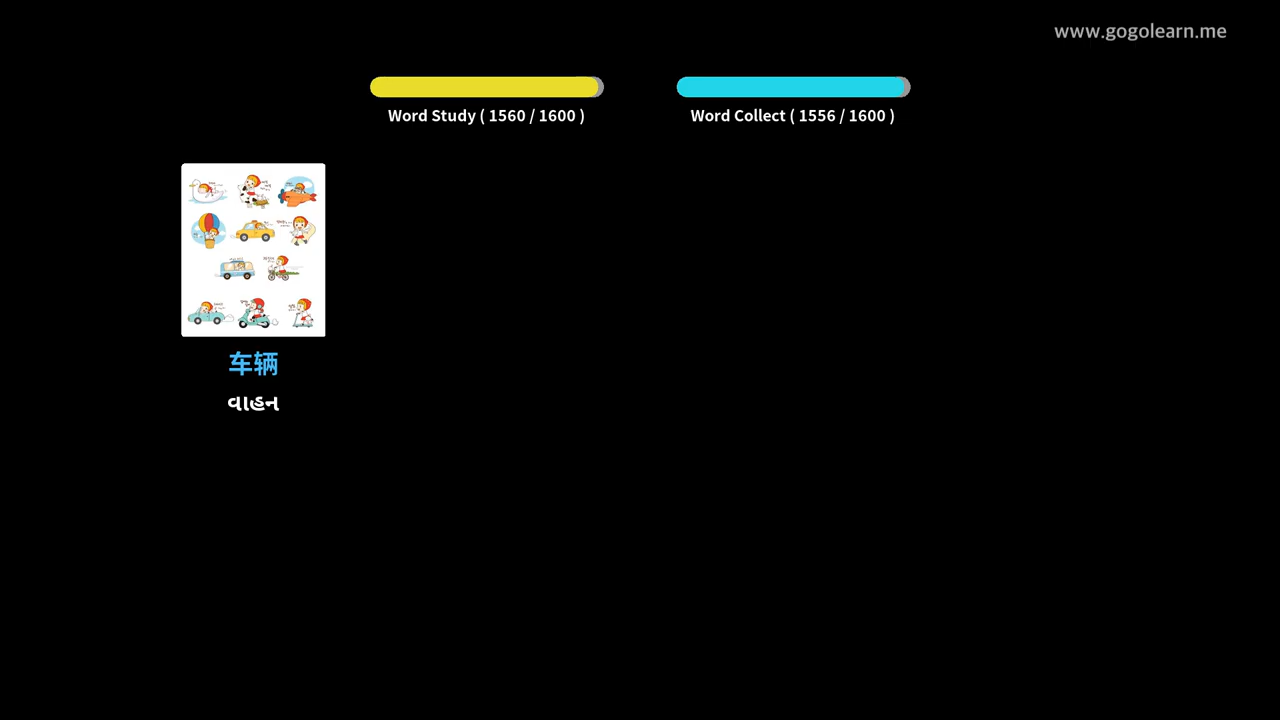 www.gogolearn.me
Word Study ( 1560 / 1600 )
Word Collect ( 1556 / 1600 )
车辆
વાહન